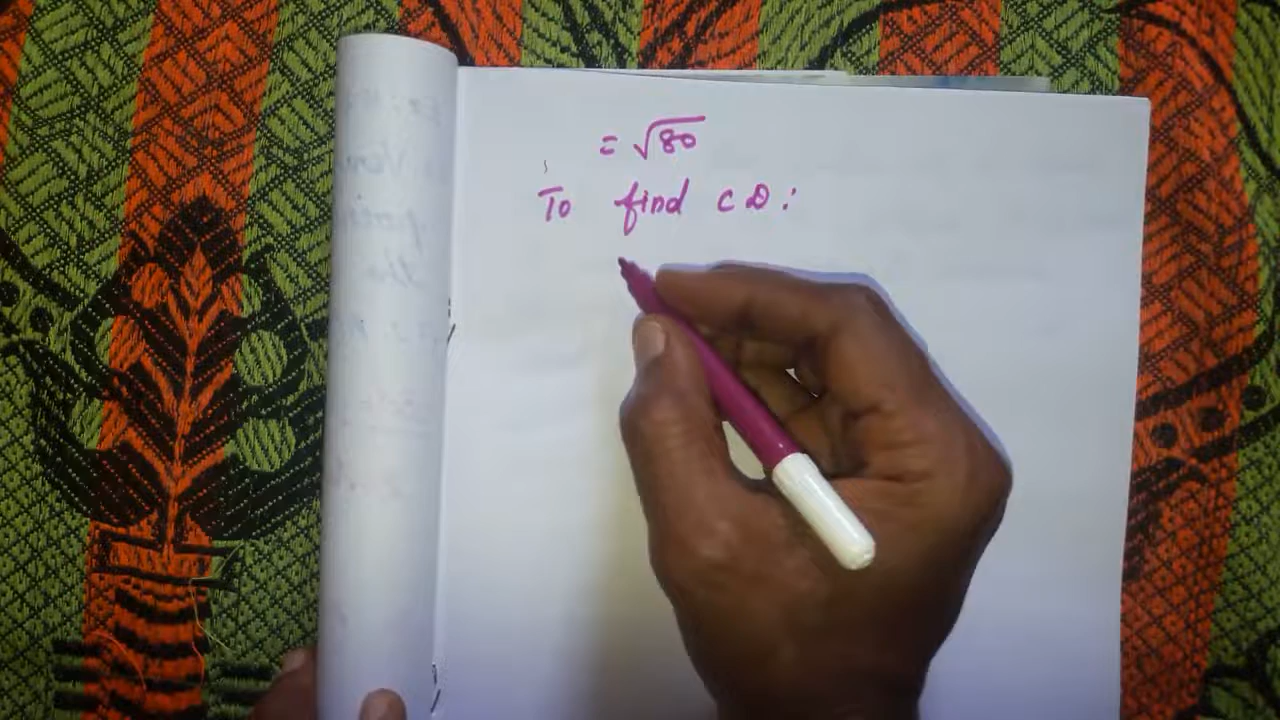 = √80
To find CD: